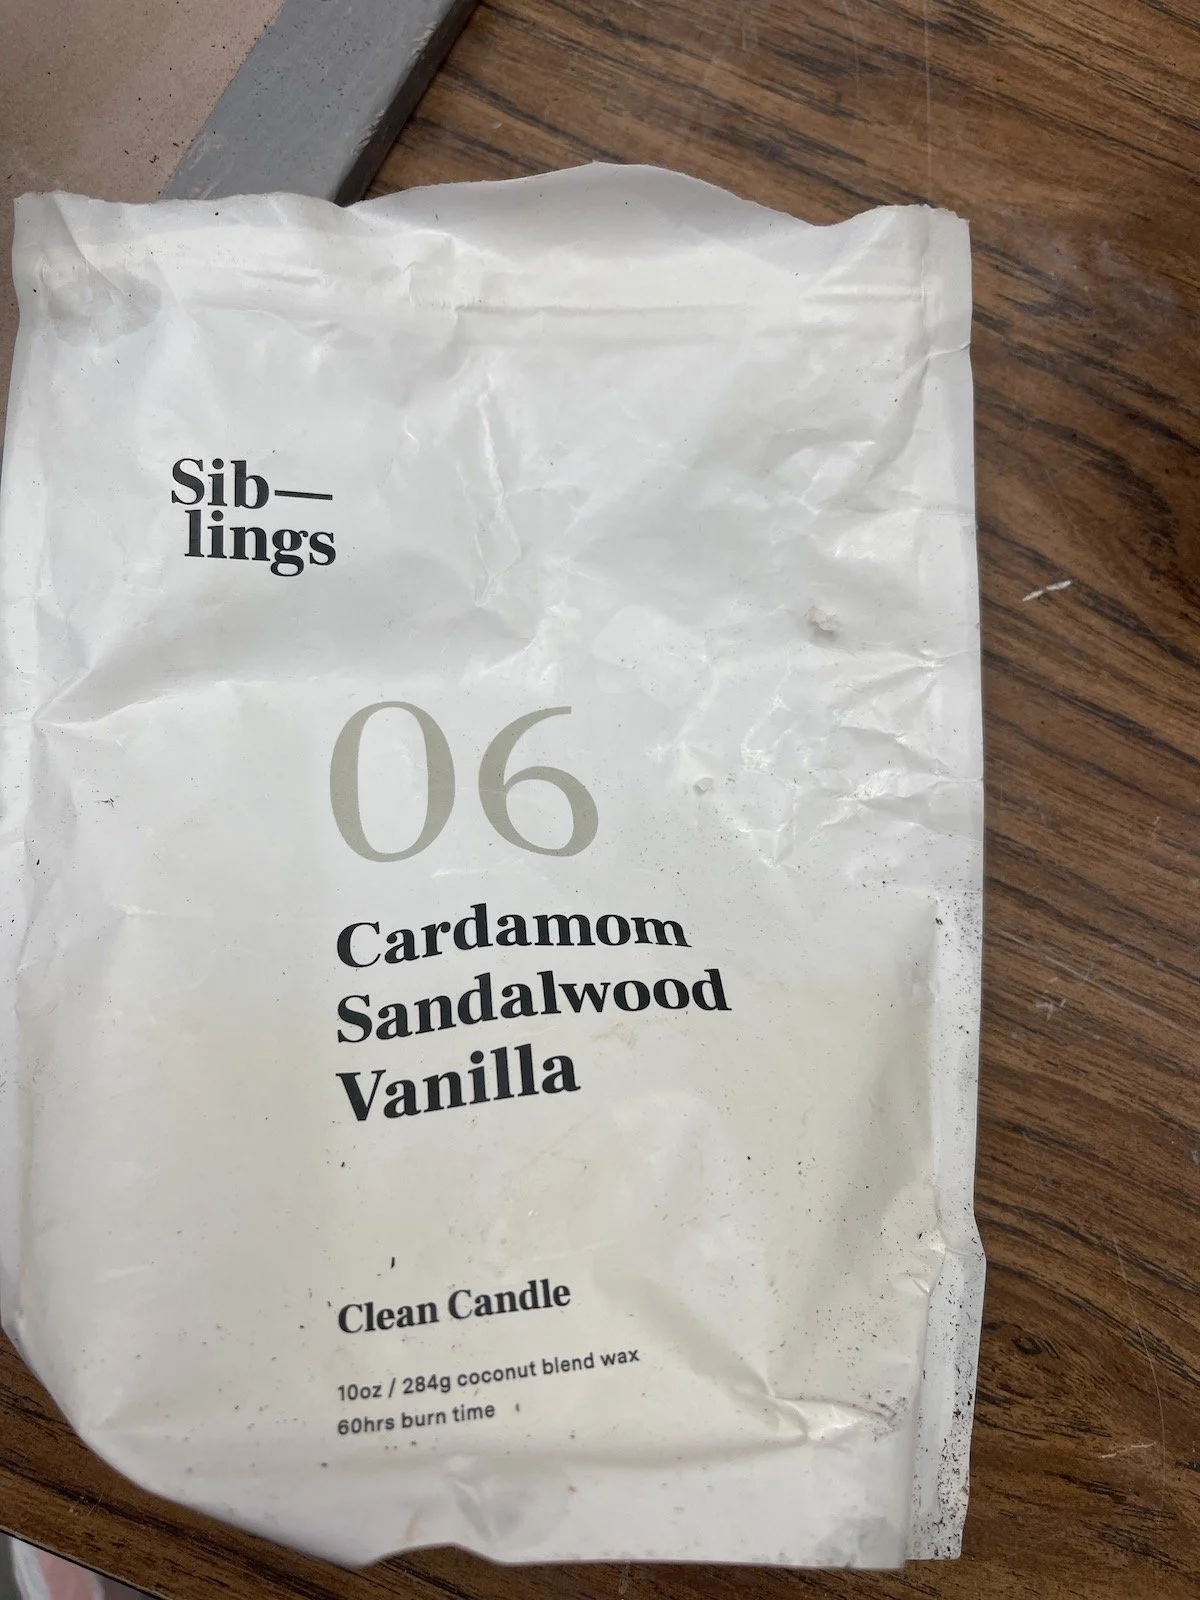 Sib—
lings
06
Cardamom
Sandalwood
Vanilla
Clean Candle
10oz / 284g coconut blend wax
60hrs burn time